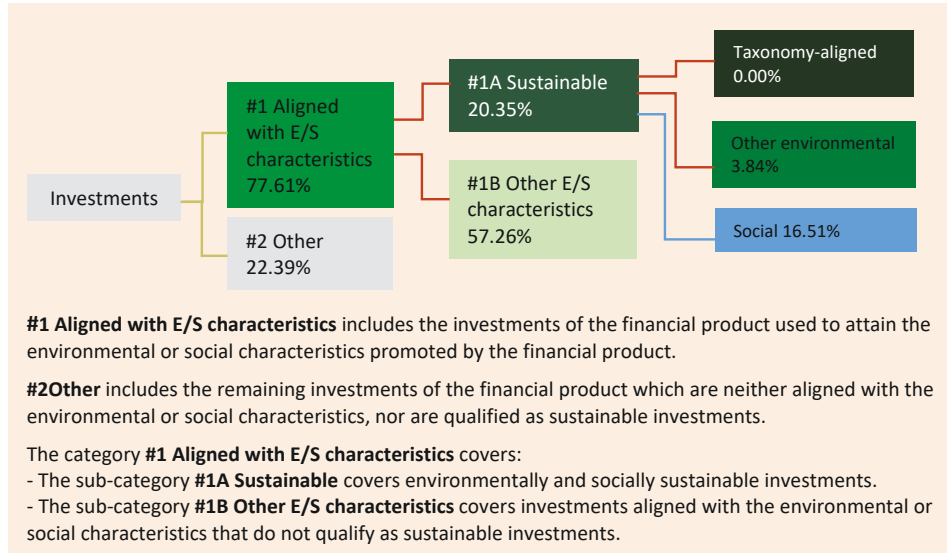 Investments
#1 Aligned
with E/S
characteristics
77.61%
#2 Other
22.39%
#1A Sustainable
20.35%
#1B Other E/S
characteristics
57.26%
Taxonomy-aligned
0.00%
Other environmental
3.84%
Social 16.51%
#1 Aligned with E/S characteristics includes the investments of the financial product used to attain the
environmental or social characteristics promoted by the financial product.
#2Other includes the remaining investments of the financial product which are neither aligned with the
environmental or social characteristics, nor are qualified as sustainable investments.
The category #1 Aligned with E/S characteristics covers:
- The sub-category #1A Sustainable covers environmentally and socially sustainable investments.
- The sub-category #1B Other E/S characteristics covers investments aligned with the environmental or
social characteristics that do not qualify as sustainable investments.